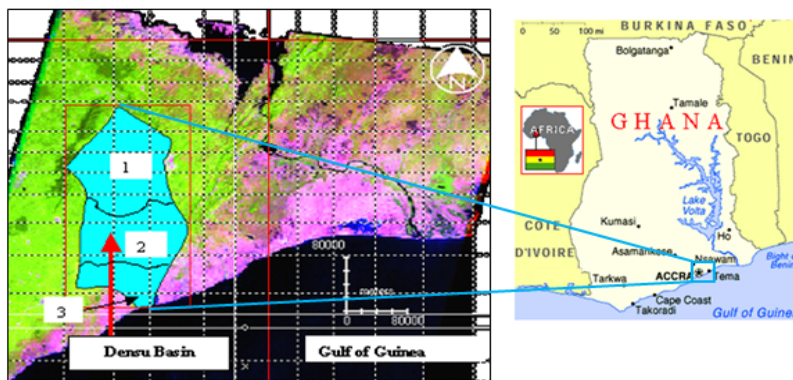 N
1
2
3
80000
meters
0
80000
Densu Basin
Gulf of Guinea
0 50 100 mi
BURKINA FASO
Bolgatanga
BENIN
Tamale
GHANA
AFRICA
TOGO
Lake
Volta
Kumasi
Ho
COTE
D'IVOIRE
Asamankese
Nsawam
Bight of
Benin
ACCRA
Tema
Tarkwa
Cape Coast
Takoradi
Gulf of Guinea